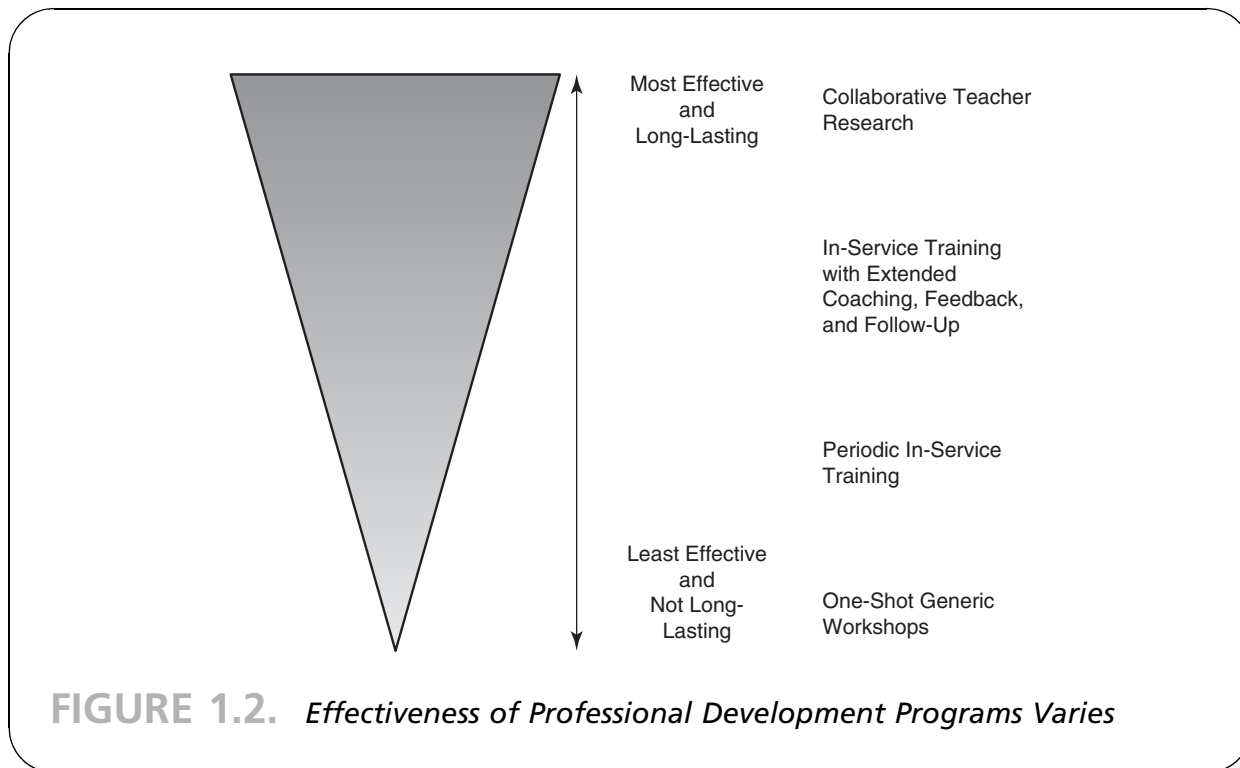 Most Effective
and
Long-Lasting
Collaborative Teacher
Research
In-Service Training
with Extended
Coaching, Feedback,
and Follow-Up
Periodic In-Service
Training
Least Effective
and
Not Long-
Lasting
One-Shot Generic
Workshops
FIGURE 1.2. Effectiveness of Professional Development Programs Varies